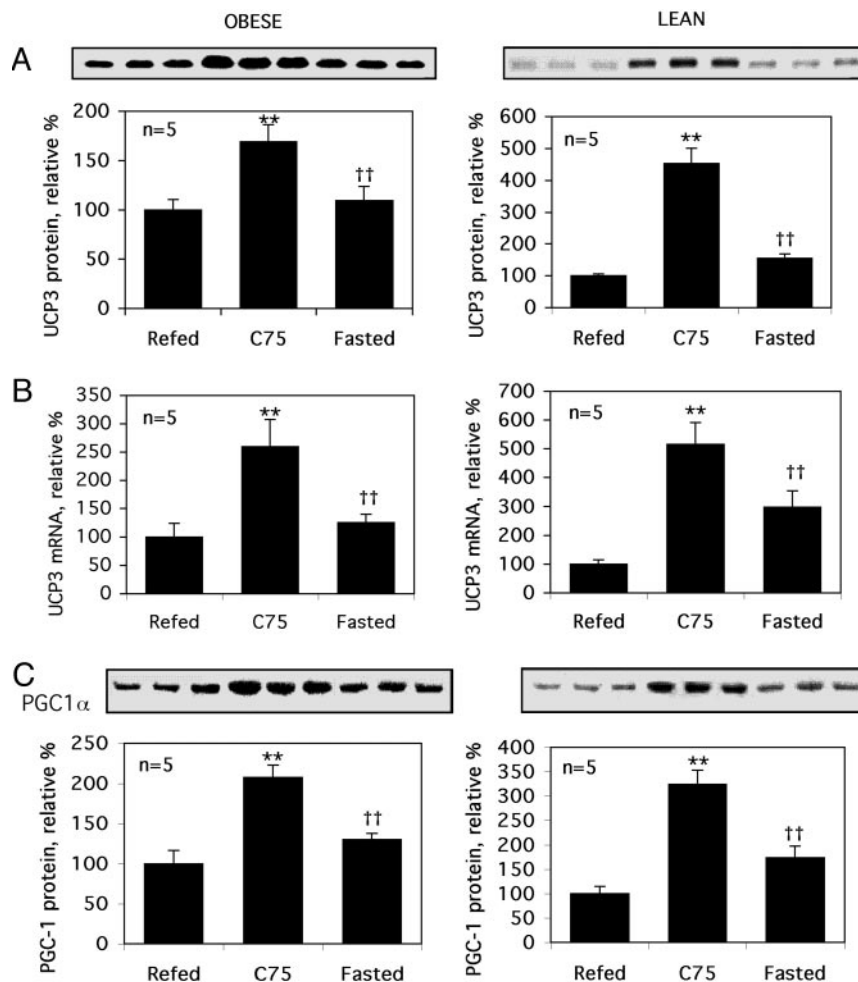 OBESE
LEAN
A
UCP3 protein, relative %
200
150
100
50
0
n=5
**
††
Refed C75 Fasted
UCP3 protein, relative %
600
500
400
300
200
100
0
n=5
**
††
Refed C75 Fasted
B
UCP3 mRNA, relative %
350
300
250
200
150
100
50
0
n=5
**
††
Refed C75 Fasted
UCP3 mRNA, relative %
700
600
500
400
300
200
100
0
n=5
**
††
Refed C75 Fasted
C
PGC1α
PGC-1 protein, relative %
250
200
150
100
50
0
n=5
**
††
Refed C75 Fasted
PGC-1 protein, relative %
400
350
300
250
200
150
100
50
0
n=5
**
††
Refed C75 Fasted